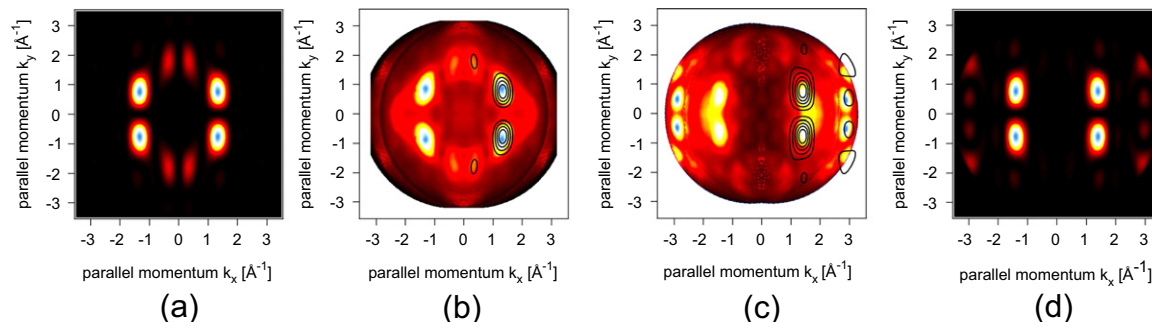 3
2
1
0
-1
-2
-3
parallel momentum k_y [Å⁻¹]
-3 -2 -1 0 1 2 3
parallel momentum k_x [Å⁻¹]
(a)
3
2
1
0
-1
-2
-3
parallel momentum k_y [Å⁻¹]
-3 -2 -1 0 1 2 3
parallel momentum k_x [Å⁻¹]
(b)
3
2
1
0
-1
-2
-3
parallel momentum k_y [Å⁻¹]
-3 -2 -1 0 1 2 3
parallel momentum k_x [Å⁻¹]
(c)
3
2
1
0
-1
-2
-3
parallel momentum k_y [Å⁻¹]
-3 -2 -1 0 1 2 3
parallel momentum k_x [Å⁻¹]
(d)